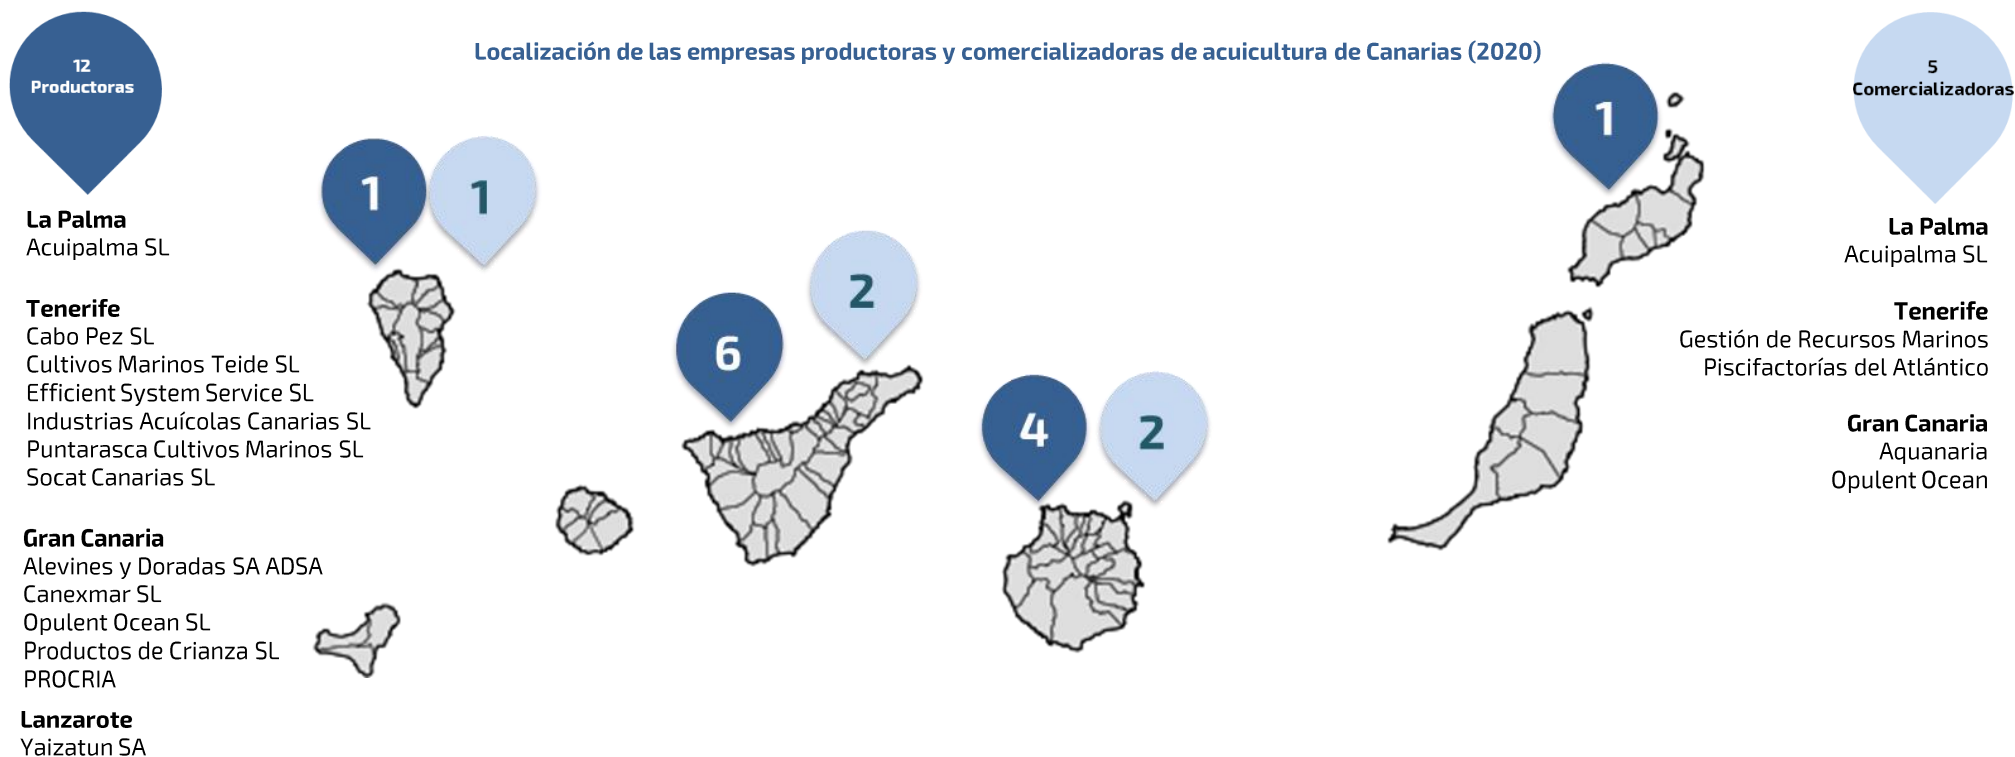 Localización de las empresas productoras y comercializadoras de acuicultura de Canarias (2020)
12
Productoras
La Palma
Acuipalma SL
Tenerife
Cabo Pez SL
Cultivos Marinos Teide SL
Efficient System Service SL
Industrias Acuícolas Canarias SL
Puntarasca Cultivos Marinos SL
Socat Canarias SL
Gran Canaria
Alevines y Doradas SA ADSA
Canexmar SL
Opulent Ocean SL
Productos de Crianza SL
PROCRIA
Lanzarote
Yaizatun SA
1
1
6
2
4
2
1
5
Comercializadoras
La Palma
Acuipalma SL
Tenerife
Gestión de Recursos Marinos
Piscifactorías del Atlántico
Gran Canaria
Aquanaria
Opulent Ocean